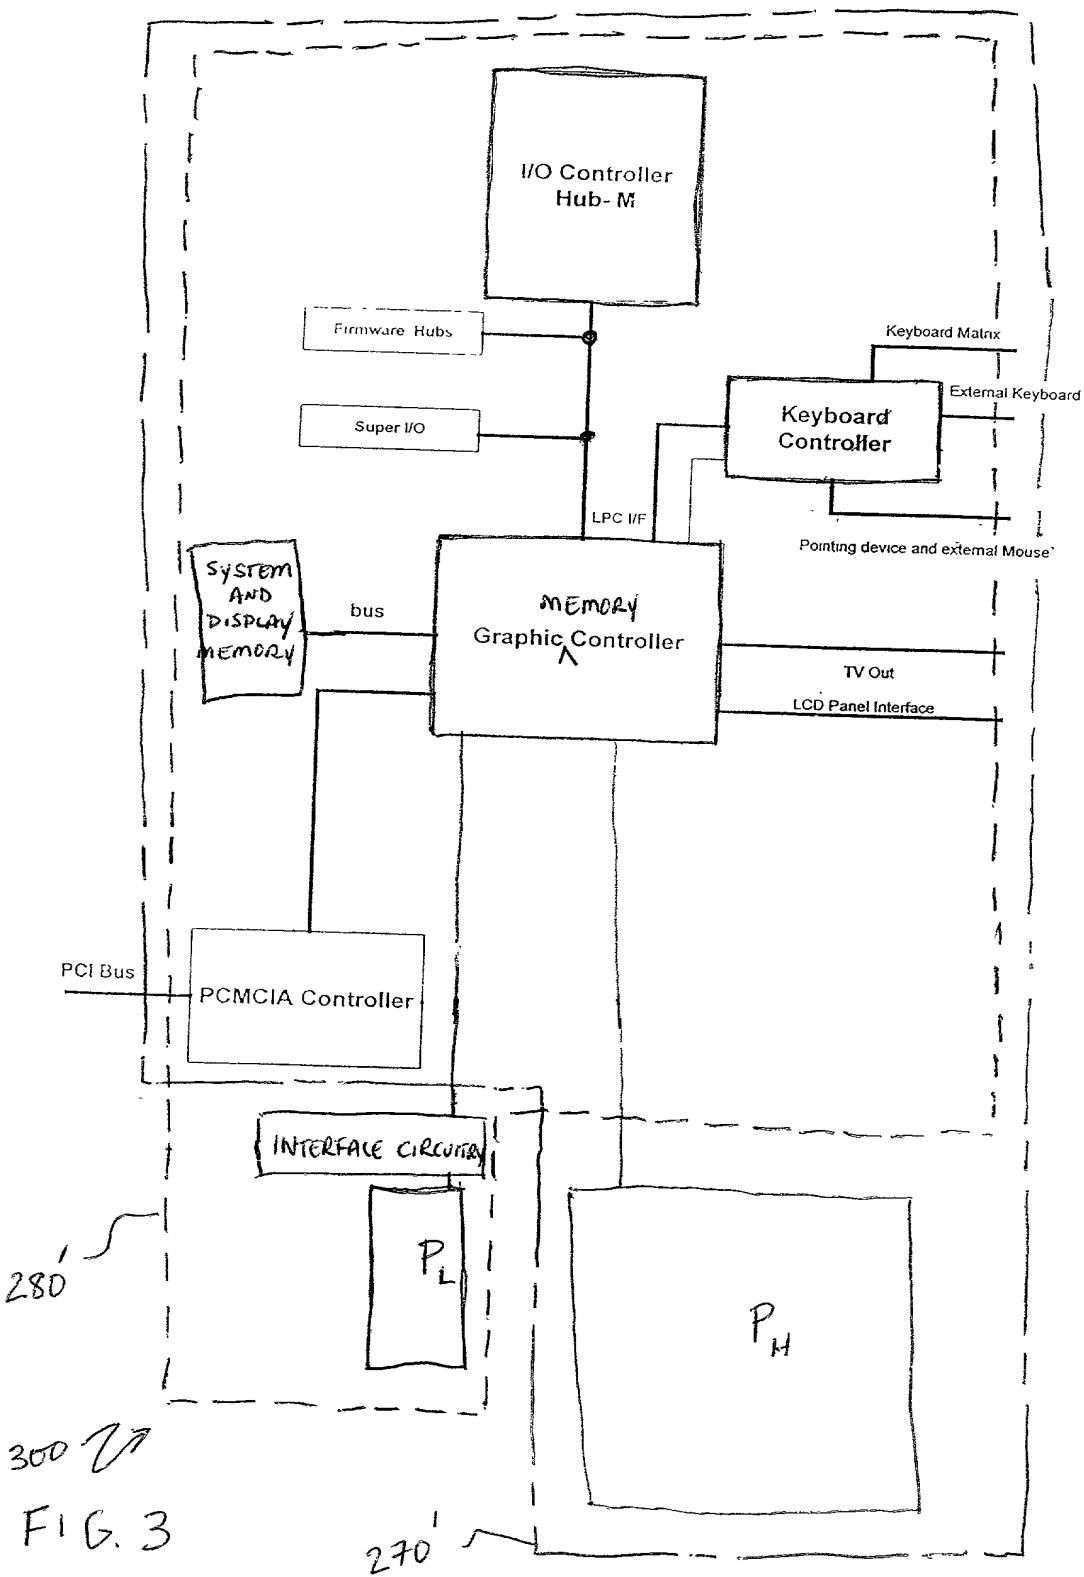 I/O Controller
Hub- M
Firmware Hubs
Keyboard Matrix
External Keyboard
Keyboard
Controller
Super I/O
LPC I/F
Pointing device and external Mouse
SYSTEM
AND
DISPLAY
MEMORY
bus
MEMORY
Graphic Controller
TV Out
LCD Panel Interface
PCI Bus
PCMCIA Controller
INTERFACE CIRCUITRY
PL
PH
280'
300
FIG. 3
270'